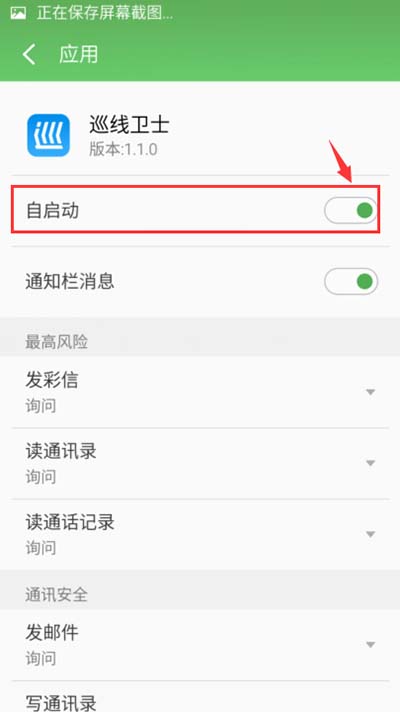 正在保存屏幕截图...
应用
巡线卫士
版本:1.1.0
自启动
通知栏消息
最高风险
发彩信
询问
读通讯录
询问
读通话记录
询问
通讯安全
发邮件
询问
写通讯录